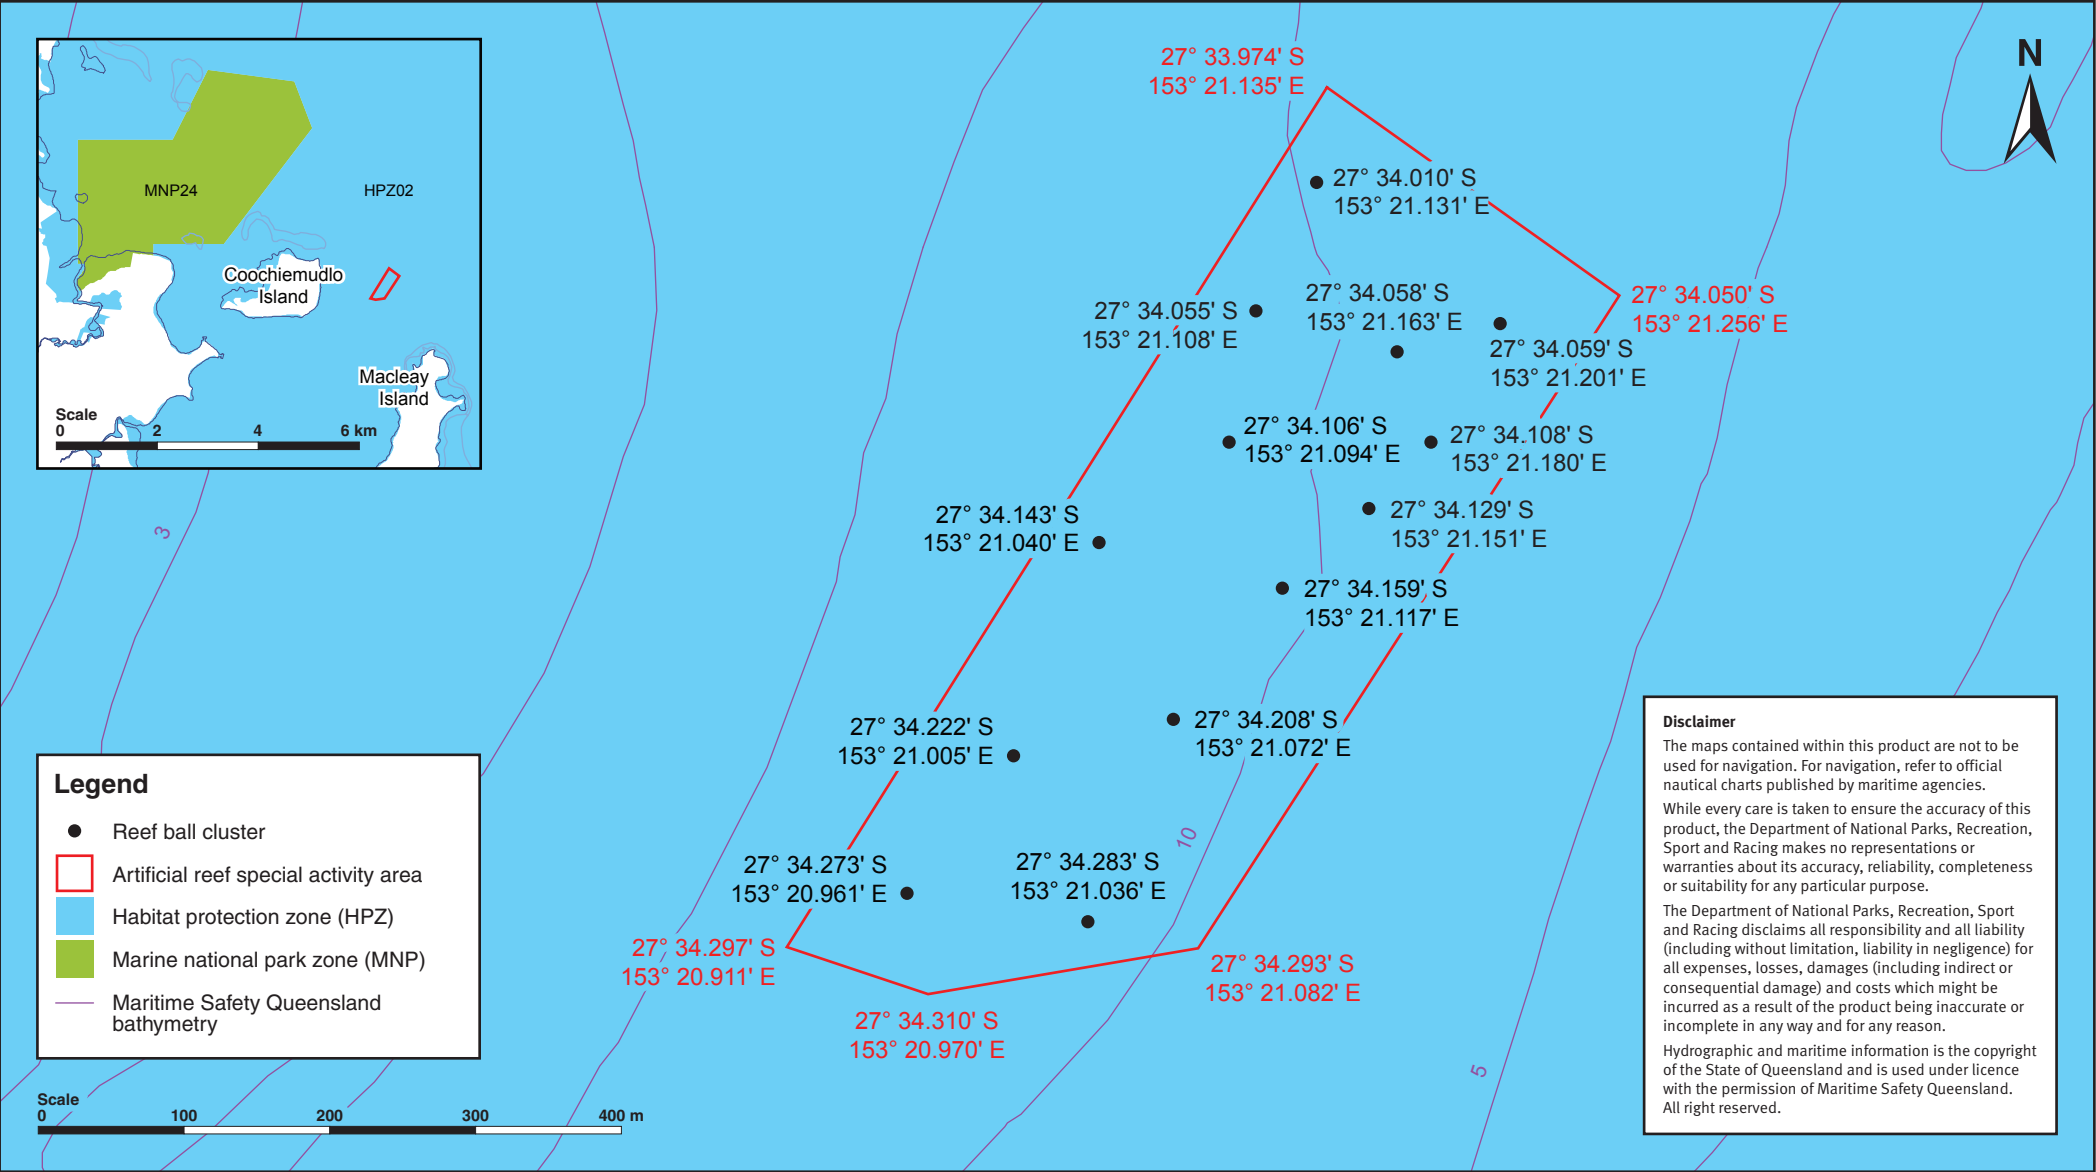 MNP24
HPZ02
Coochiemudlo
Island
Macleay
Island
Scale
0 2 4 6 km
N
27° 33.974' S
153° 21.135' E
27° 34.010' S
153° 21.131' E
27° 34.050' S
153° 21.256' E
27° 34.055' S
153° 21.108' E
27° 34.058' S
153° 21.163' E
27° 34.059' S
153° 21.201' E
27° 34.106' S
153° 21.094' E
27° 34.108' S
153° 21.180' E
27° 34.129' S
153° 21.151' E
27° 34.143' S
153° 21.040' E
27° 34.159' S
153° 21.117' E
27° 34.208' S
153° 21.072' E
27° 34.222' S
153° 21.005' E
27° 34.273' S
153° 20.961' E
27° 34.283' S
153° 21.036' E
27° 34.297' S
153° 20.911' E
27° 34.293' S
153° 21.082' E
27° 34.310' S
153° 20.970' E
3
10
5
Legend
Reef ball cluster
Artificial reef special activity area
Habitat protection zone (HPZ)
Marine national park zone (MNP)
Maritime Safety Queensland
bathymetry
Scale
0 100 200 300 400 m
Disclaimer
The maps contained within this product are not to be
used for navigation. For navigation, refer to official
nautical charts published by maritime agencies.
While every care is taken to ensure the accuracy of this
product, the Department of National Parks, Recreation,
Sport and Racing makes no representations or
warranties about its accuracy, reliability, completeness
or suitability for any particular purpose.
The Department of National Parks, Recreation, Sport
and Racing disclaims all responsibility and all liability
(including without limitation, liability in negligence) for
all expenses, losses, damages (including indirect or
consequential damage) and costs which might be
incurred as a result of the product being inaccurate or
incomplete in any way and for any reason.
Hydrographic and maritime information is the copyright
of the State of Queensland and is used under licence
with the permission of Maritime Safety Queensland.
All right reserved.